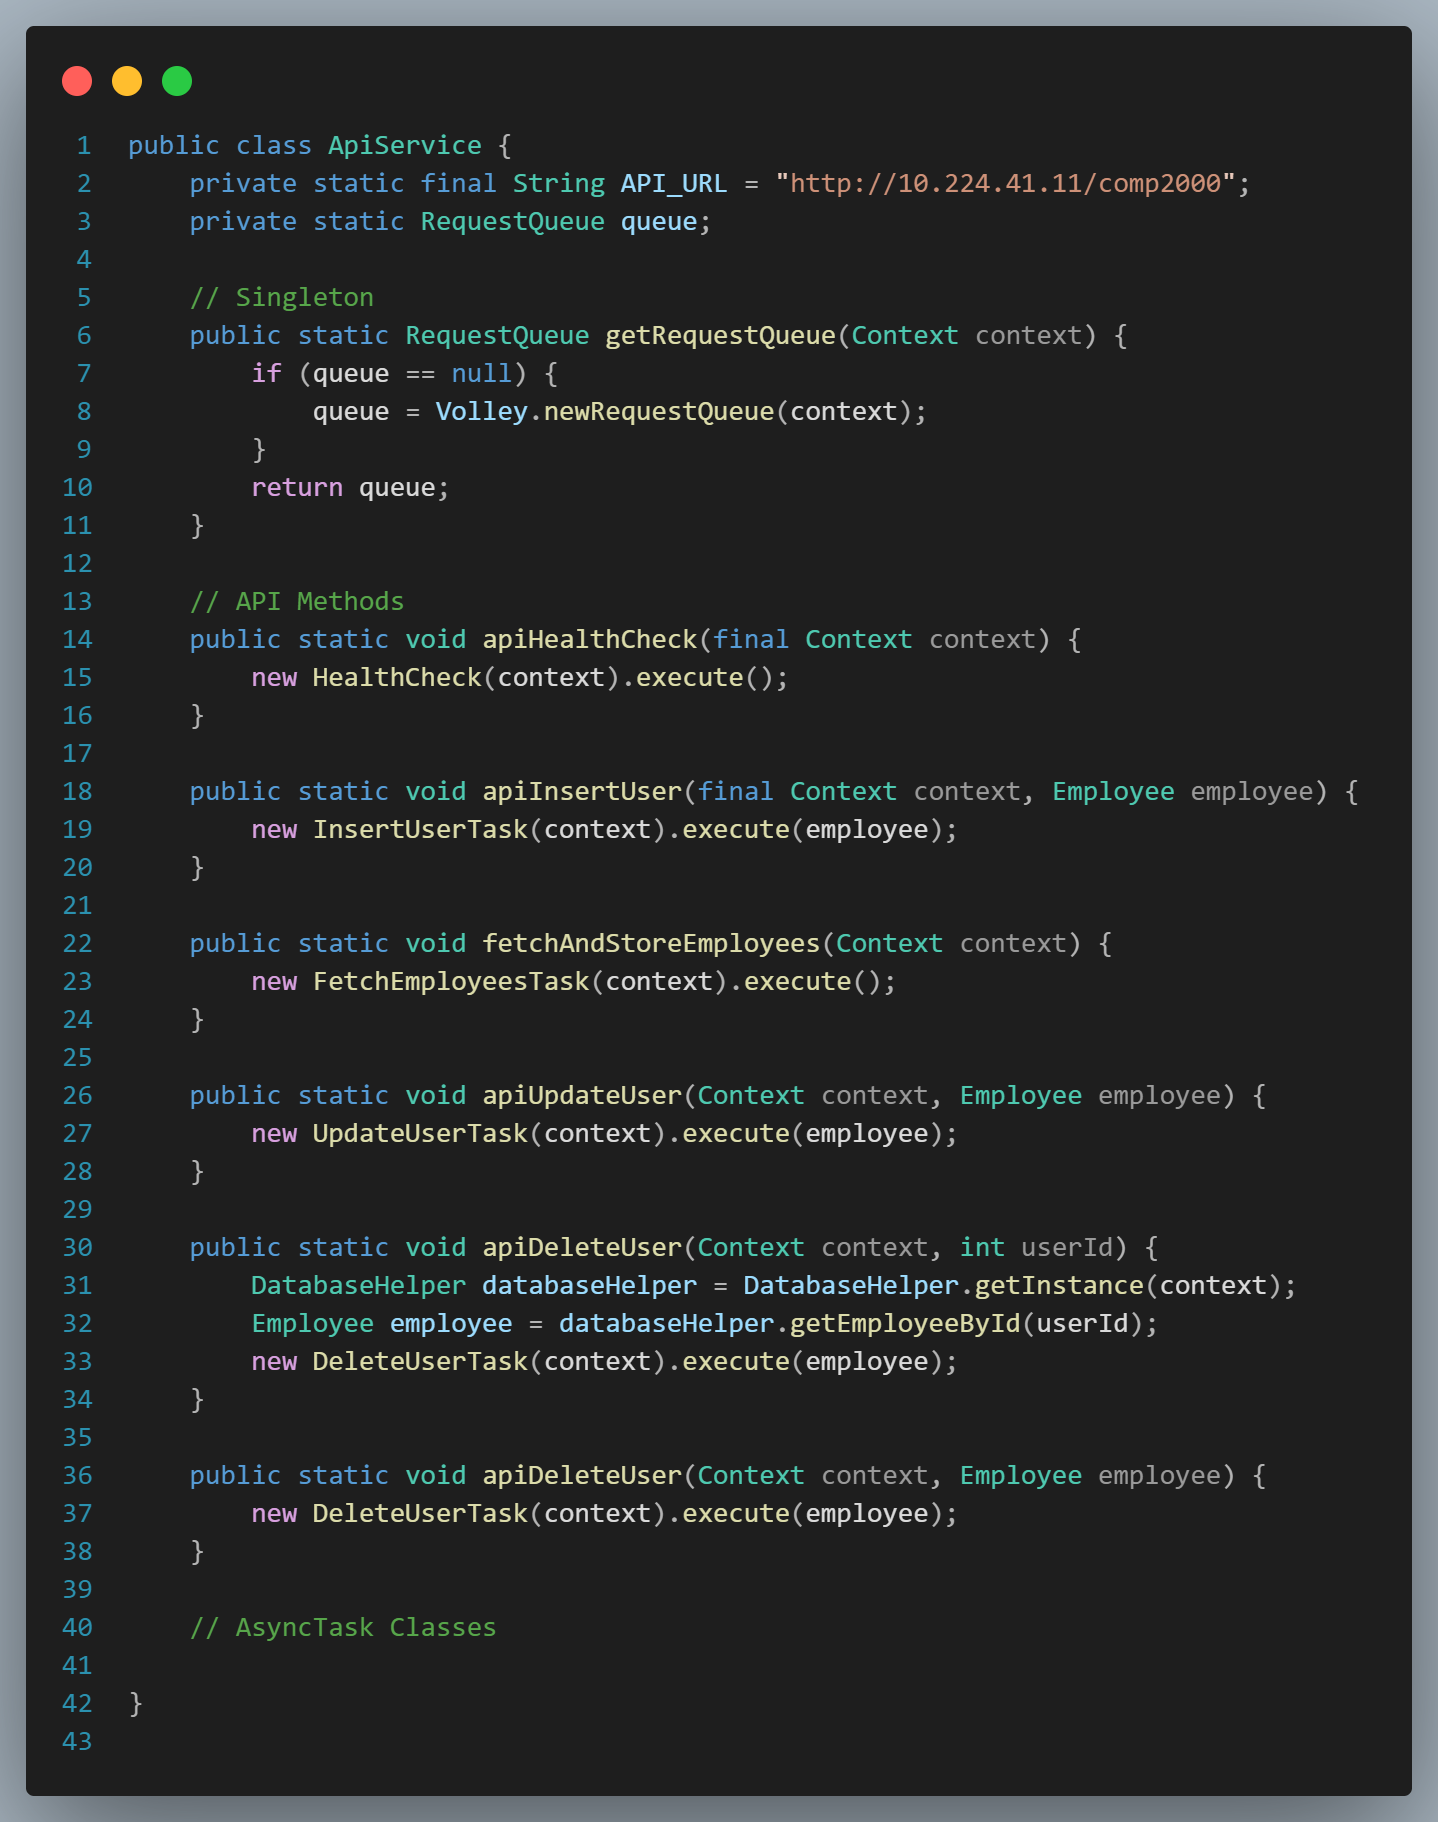 1 public class ApiService {
2     private static final String API_URL = "http://10.224.41.11/comp2000";
3     private static RequestQueue queue;
4
5     // Singleton
6     public static RequestQueue getRequestQueue(Context context) {
7         if (queue == null) {
8             queue = Volley.newRequestQueue(context);
9         }
10         return queue;
11     }
12
13     // API Methods
14     public static void apiHealthCheck(final Context context) {
15         new HealthCheck(context).execute();
16     }
17
18     public static void apiInsertUser(final Context context, Employee employee) {
19         new InsertUserTask(context).execute(employee);
20     }
21
22     public static void fetchAndStoreEmployees(Context context) {
23         new FetchEmployeesTask(context).execute();
24     }
25
26     public static void apiUpdateUser(Context context, Employee employee) {
27         new UpdateUserTask(context).execute(employee);
28     }
29
30     public static void apiDeleteUser(Context context, int userId) {
31         DatabaseHelper databaseHelper = DatabaseHelper.getInstance(context);
32         Employee employee = databaseHelper.getEmployeeById(userId);
33         new DeleteUserTask(context).execute(employee);
34     }
35
36     public static void apiDeleteUser(Context context, Employee employee) {
37         new DeleteUserTask(context).execute(employee);
38     }
39
40     // AsyncTask Classes
41
42 }
43